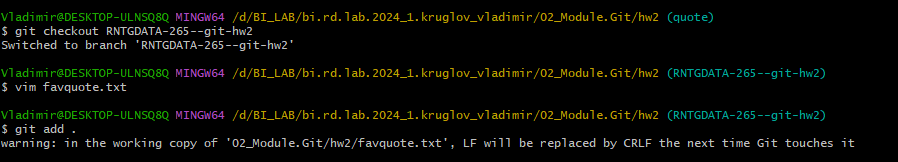 Vladimir@DESKTOP-ULNSQ8Q MINGW64 /d/BI_LAB/bi.rd.lab.2024_1.kruglov_vladimir/02_Module.Git/hw2 (quote)
$ git checkout RNTGDATA-265--git-hw2
Switched to branch 'RNTGDATA-265--git-hw2'
Vladimir@DESKTOP-ULNSQ8Q MINGW64 /d/BI_LAB/bi.rd.lab.2024_1.kruglov_vladimir/02_Module.Git/hw2 (RNTGDATA-265--git-hw2)
$ vim favquote.txt
Vladimir@DESKTOP-ULNSQ8Q MINGW64 /d/BI_LAB/bi.rd.lab.2024_1.kruglov_vladimir/02_Module.Git/hw2 (RNTGDATA-265--git-hw2)
$ git add .
warning: in the working copy of '02_Module.Git/hw2/favquote.txt', LF will be replaced by CRLF the next time Git touches it